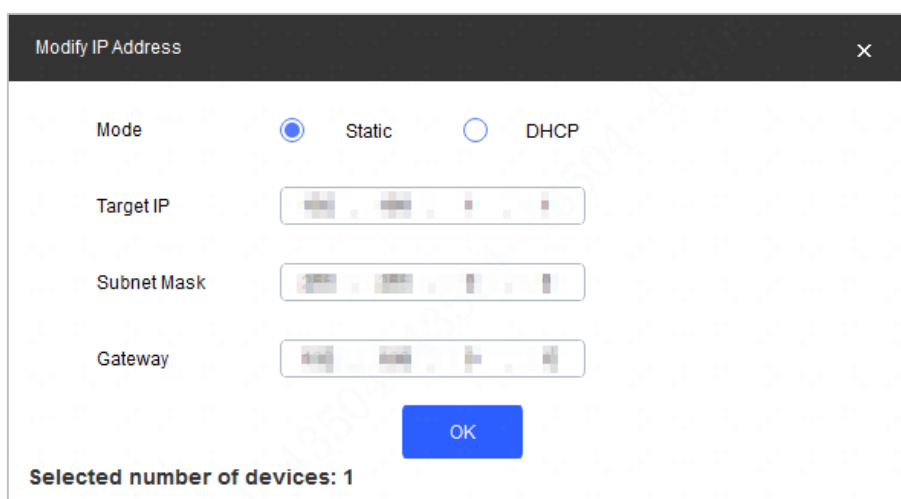 Modify IP Address
Mode Static DHCP
Target IP
Subnet Mask
Gateway
OK
Selected number of devices: 1